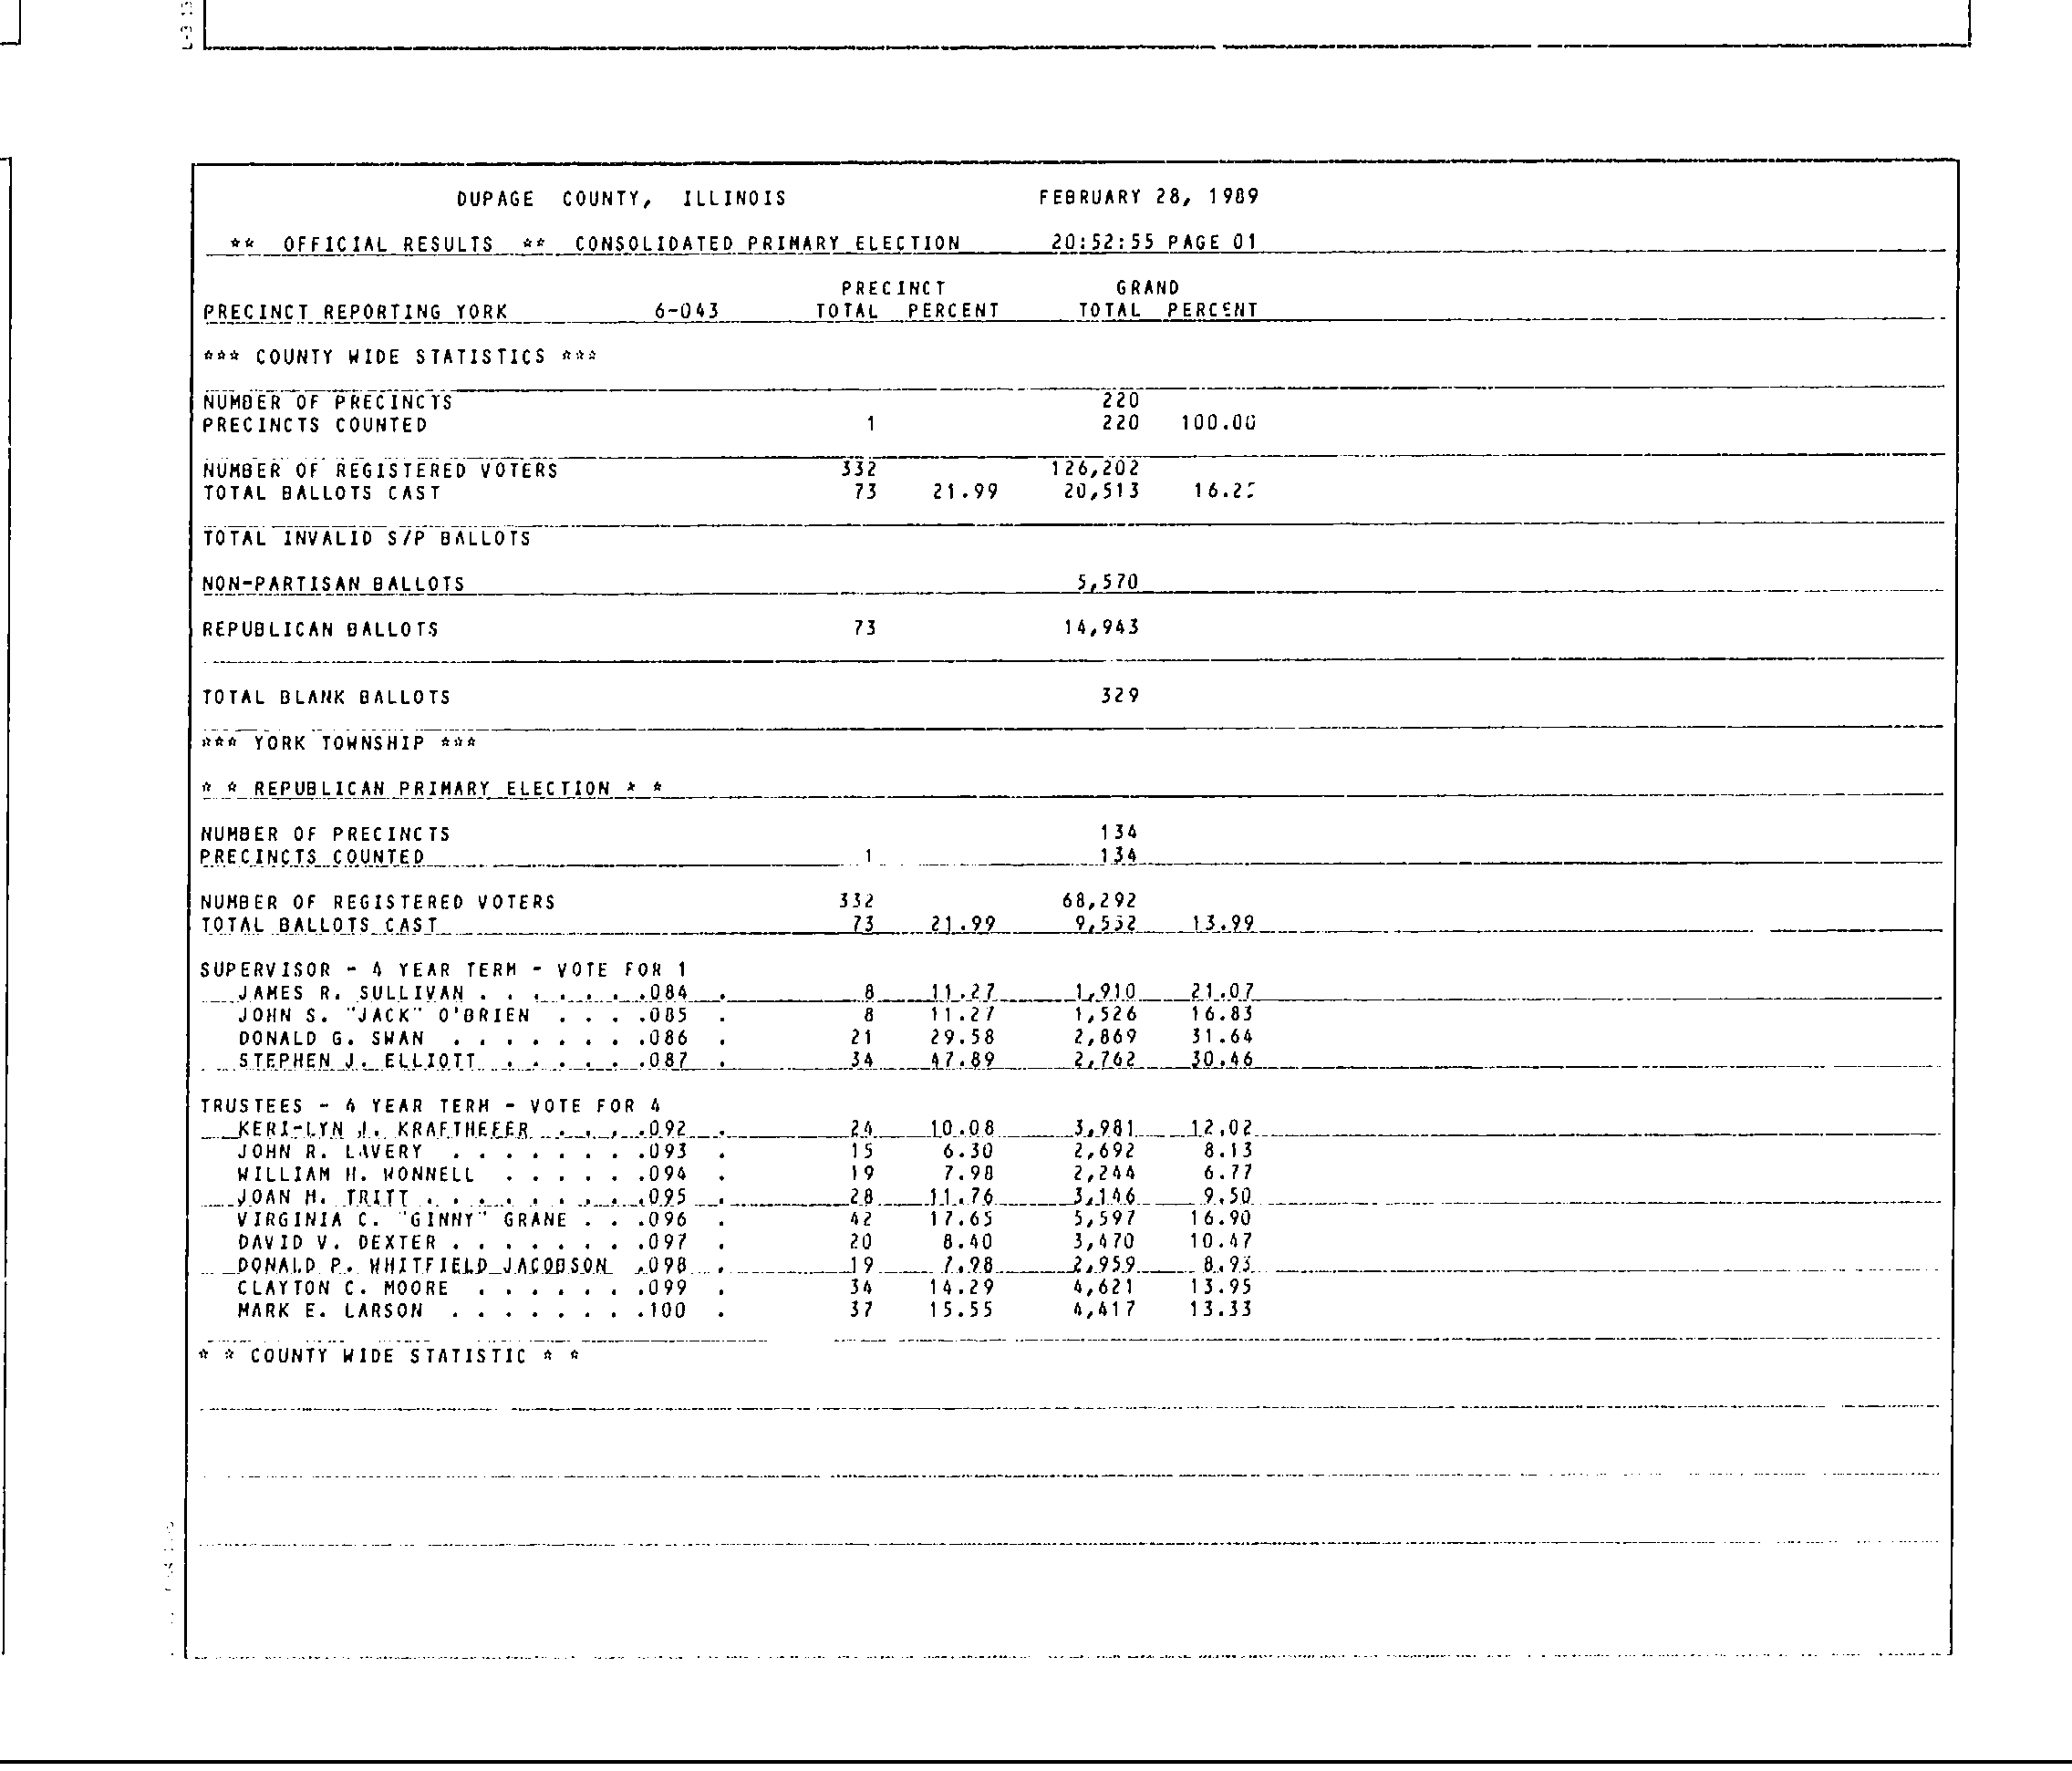 DUPAGE COUNTY, ILLINOIS FEBRUARY 28, 1989
** OFFICIAL RESULTS ** CONSOLIDATED PRIMARY ELECTION 20:52:55 PAGE 01
PRECINCT GRAND
PRECINCT REPORTING YORK 6-043 TOTAL PERCENT TOTAL PERCENT
*** COUNTY WIDE STATISTICS ***
NUMBER OF PRECINCTS 220
PRECINCTS COUNTED 1 220 100.00
NUMBER OF REGISTERED VOTERS 332 126,202
TOTAL BALLOTS CAST 73 21.99 20,513
TOTAL INVALID S/P BALLOTS
NON-PARTISAN BALLOTS 5,570
REPUBLICAN BALLOTS 73 14,943
TOTAL BLANK BALLOTS 329
*** YORK TOWNSHIP ***
* * REPUBLICAN PRIMARY ELECTION * *
NUMBER OF PRECINCTS 134
PRECINCTS COUNTED 1 134
NUMBER OF REGISTERED VOTERS 332 68,292
TOTAL BALLOTS CAST 73 21.99 9,552 13.99
SUPERVISOR - 4 YEAR TERM - VOTE FOR 1
JAMES R. SULLIVAN . . . . . . .084 . 8 11.27 1,910 21.07
JOHN S. "JACK" O'BRIEN . . . .085 . 8 11.27 1,526 16.83
DONALD G. SWAN . . . . . . . .086 . 21 29.58 2,869 31.64
STEPHEN J. ELLIOTT . . . . . .087 . 34 47.89 2,762 30.46
TRUSTEES - 4 YEAR TERM - VOTE FOR 4
KERI-LYN J. KRAFTHEFER . . . .092 . 24 10.08 3,981 12.02
JOHN R. LAVERY . . . . . . . .093 . 15 6.30 2,692 8.13
WILLIAM H. WONNELL . . . . . .094 . 19 7.98 2,244 6.77
JOAN M. TRITT . . . . . . . . .095 . 28 11.76 3,146 9.50
VIRGINIA C. "GINNY" GRANE . . .096 . 42 17.65 5,597 16.90
DAVID V. DEXTER . . . . . . . .097 . 20 8.40 3,470 10.47
DONALD P. WHITFIELD JACOBSON .098 . 19 7.98 2,959 8.93
CLAYTON C. MOORE . . . . . . .099 . 34 14.29 4,621 13.95
MARK E. LARSON . . . . . . . .100 . 37 15.55 4,417 13.33
* * COUNTY WIDE STATISTIC * *